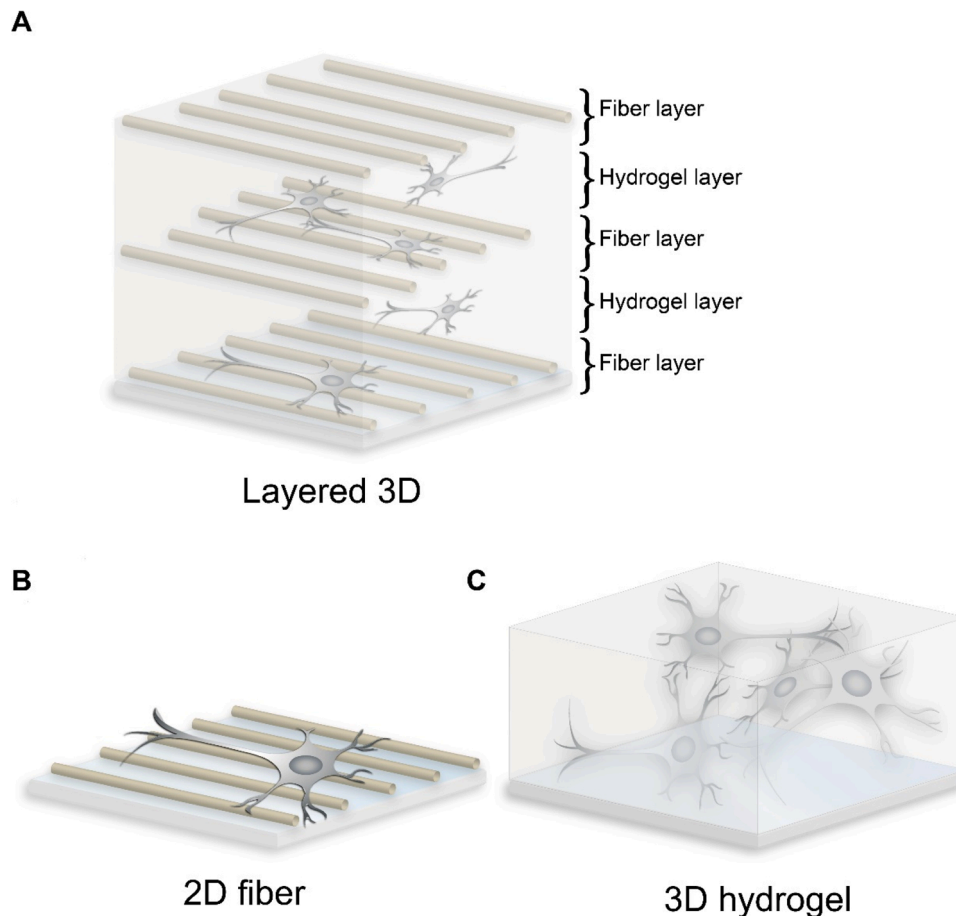 A
Fiber layer
Hydrogel layer
Fiber layer
Hydrogel layer
Fiber layer
Layered 3D
B
C
2D fiber
3D hydrogel